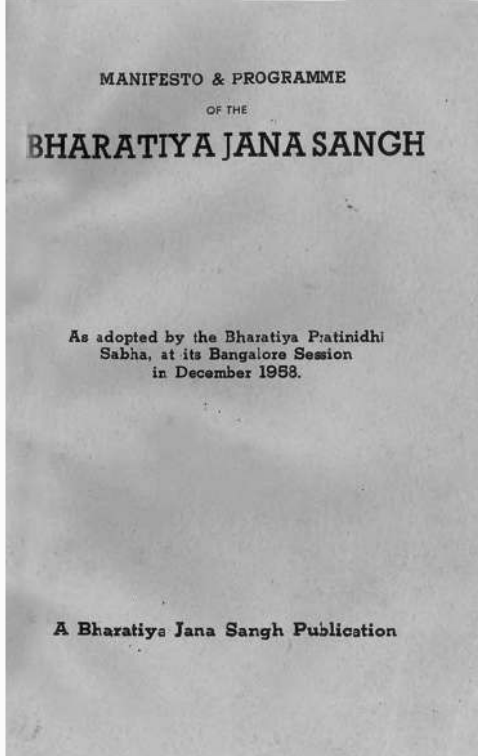 MANIFESTO & PROGRAMME
OF THE
BHARATIYA JANA SANGH
As adopted by the Bharatiya Pratinidhi
Sabha, at its Bangalore Session
in December 1958.
A Bharatiya Jana Sangh Publication